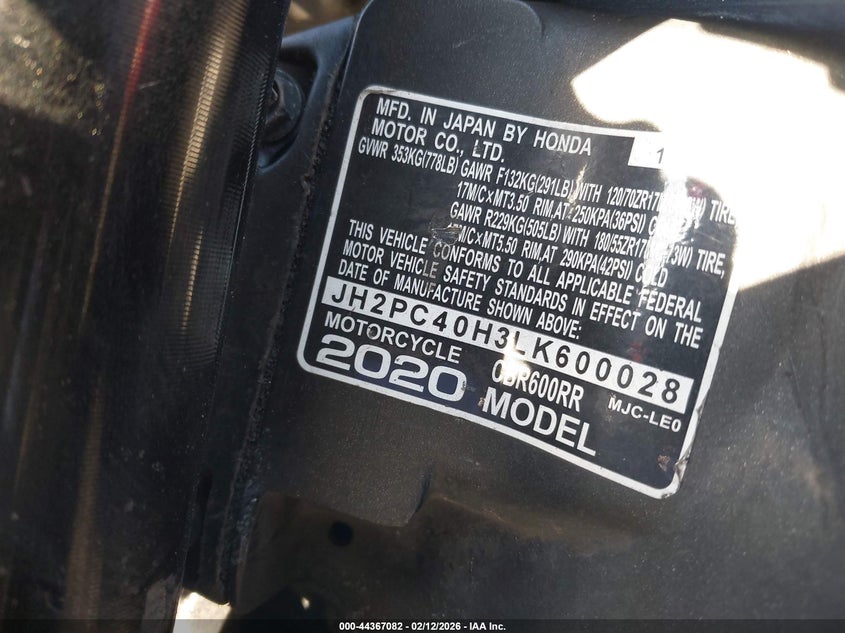 MFD. IN JAPAN BY HONDA
MOTOR CO., LTD.
1
GVWR 353KG(778LB) GAWR F132KG(291LB) WITH 120/70ZR17 TIRE,
17M/C×MT3.50 RIM,AT 250KPA(36PSI)
GAWR R229KG(505LB) WITH 180/55ZR17 TIRE,
RIM,AT 290KPA(42PSI)
THIS VEHICLE CONFORMS TO ALL APPLICABLE FEDERAL
MOTOR VEHICLE SAFETY STANDARDS IN EFFECT ON THE
DATE OF MANUFACTURE SHOWN ABOVE:
JH2PC40H3LK600028
MOTORCYCLE CBR600RR MJC-LE0
2020 MODEL
000-44367082 - 02/12/2026 - IAA Inc.